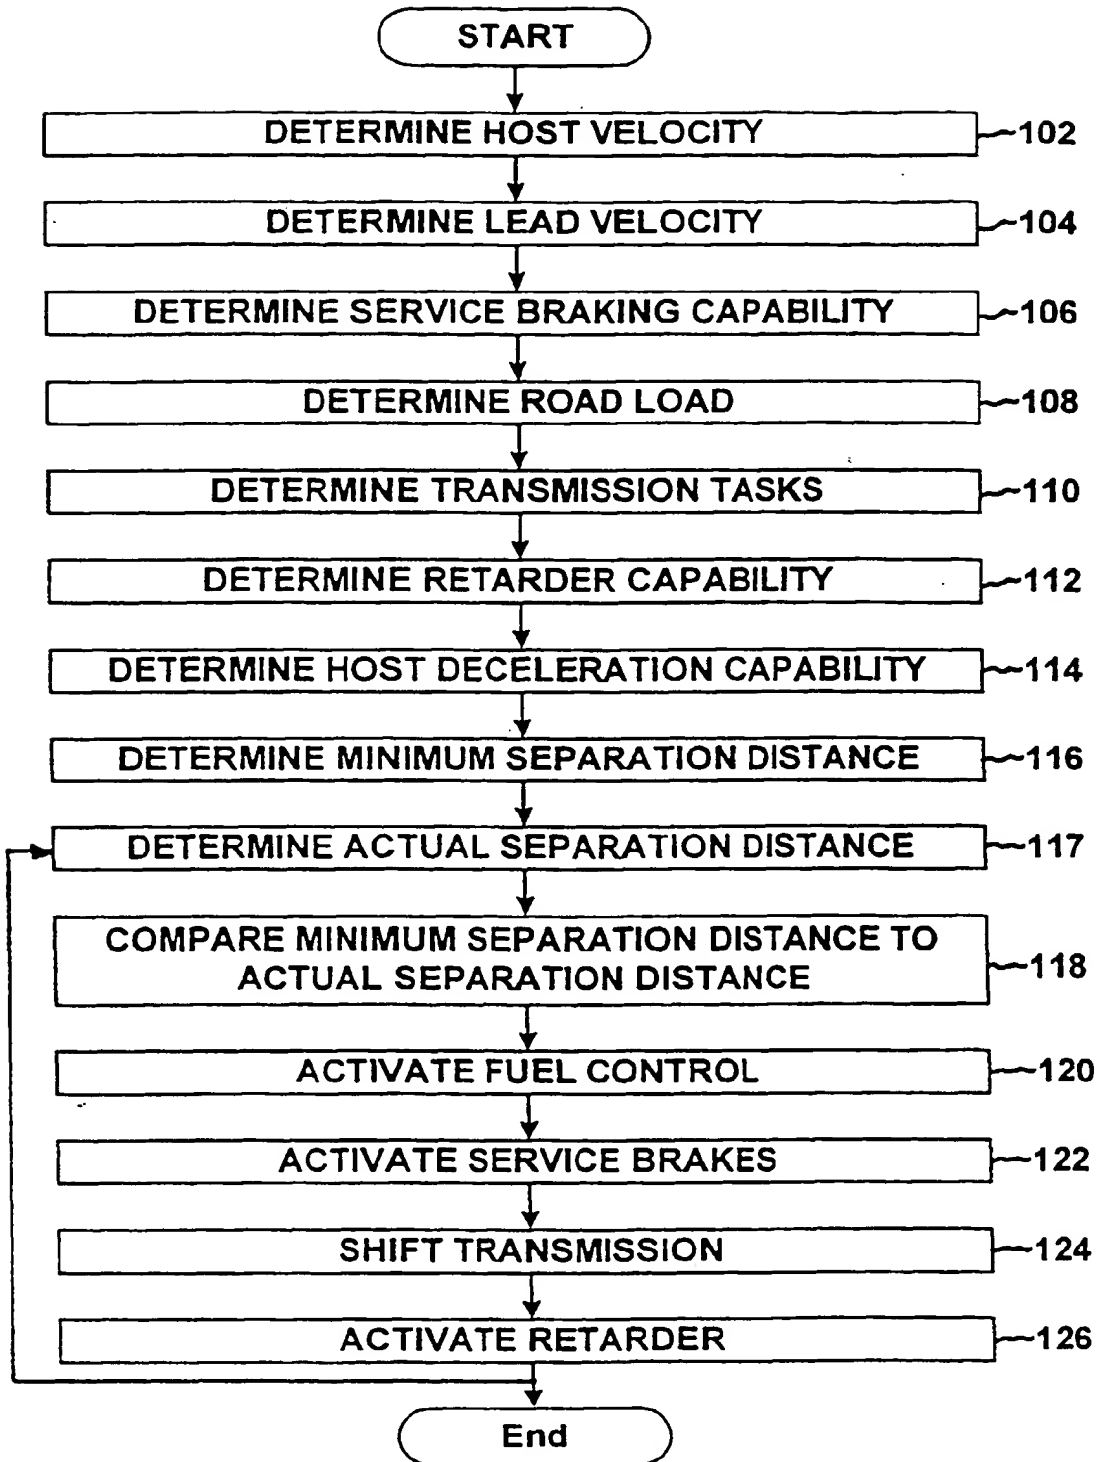 START
DETERMINE HOST VELOCITY 102
DETERMINE LEAD VELOCITY 104
DETERMINE SERVICE BRAKING CAPABILITY 106
DETERMINE ROAD LOAD 108
DETERMINE TRANSMISSION TASKS 110
DETERMINE RETARDER CAPABILITY 112
DETERMINE HOST DECELERATION CAPABILITY 114
DETERMINE MINIMUM SEPARATION DISTANCE 116
DETERMINE ACTUAL SEPARATION DISTANCE 117
COMPARE MINIMUM SEPARATION DISTANCE TO
ACTUAL SEPARATION DISTANCE 118
ACTIVATE FUEL CONTROL 120
ACTIVATE SERVICE BRAKES 122
SHIFT TRANSMISSION 124
ACTIVATE RETARDER 126
End